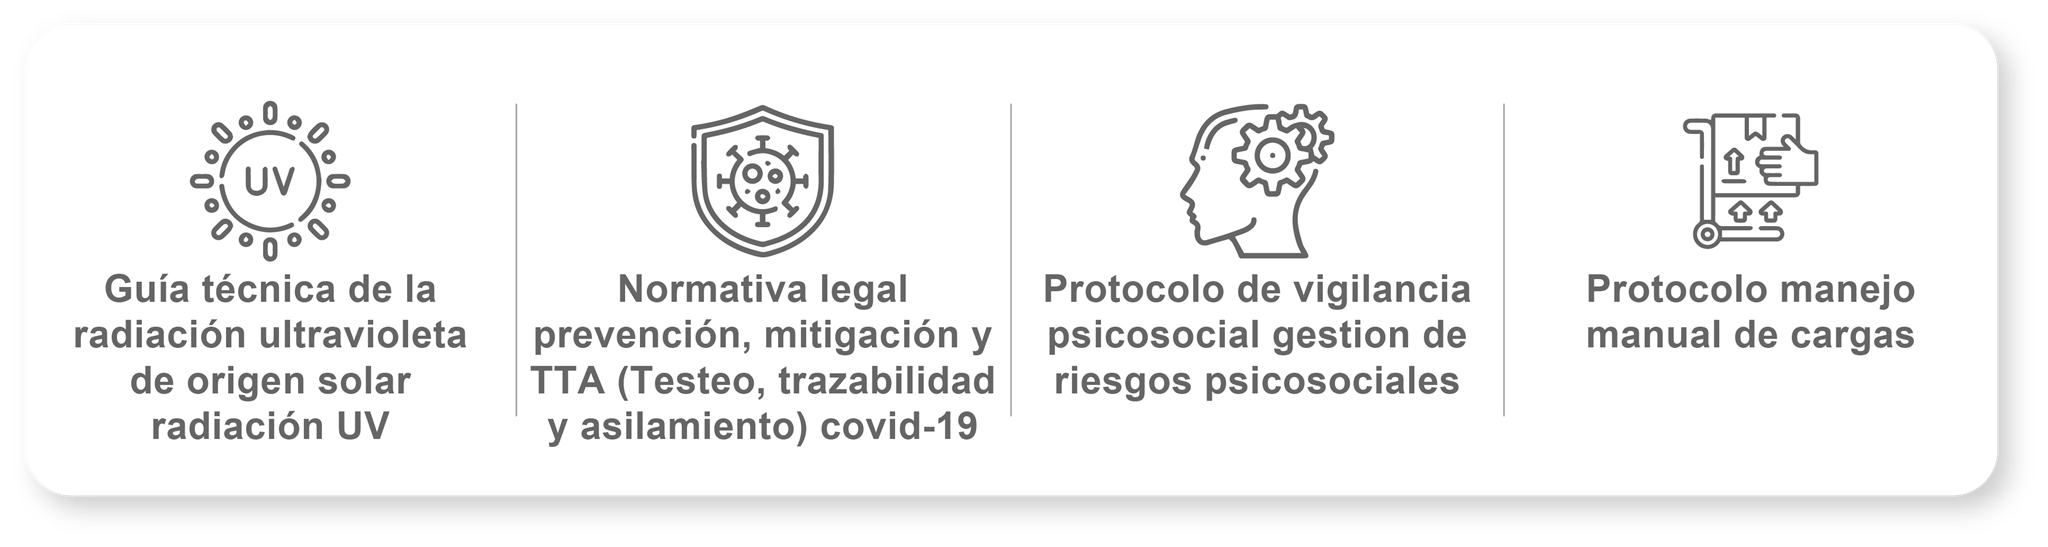 UV
Guía técnica de la
radiación ultravioleta
de origen solar
radiación UV
Normativa legal
prevención, mitigación y
TTA (Testeo, trazabilidad
y asilamiento) covid-19
Protocolo de vigilancia
psicosocial gestion de
riesgos psicosociales
Protocolo manejo
manual de cargas